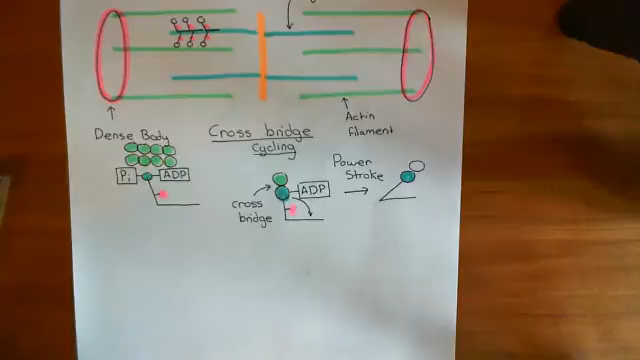 Actin
filament
Dense Body
Cross bridge
cycling
Pi
ADP
cross
bridge
ADP
Power
Stroke